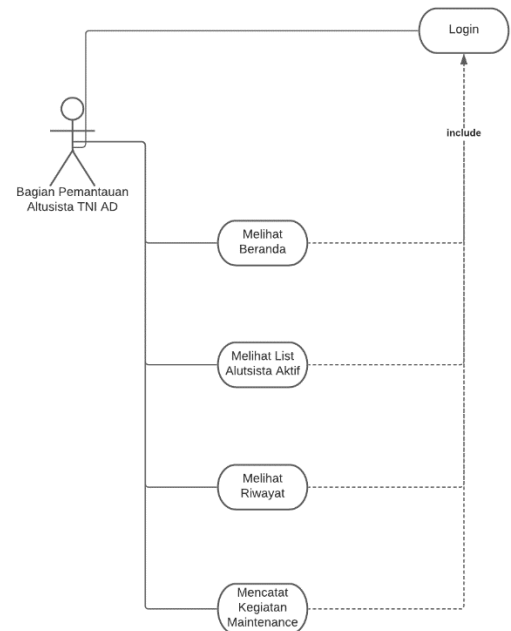 Login
include
Bagian Pemantauan
Altusista TNI AD
Melihat
Beranda
Melihat List
Alutsista Aktif
Melihat
Riwayat
Mencatat
Kegiatan
Maintenance